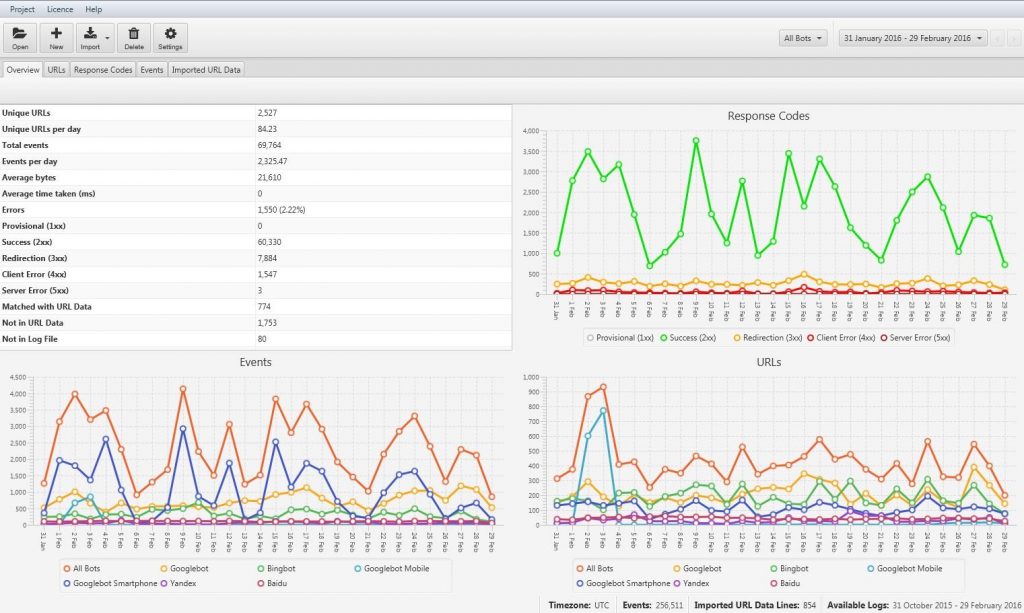 Project Licence Help
Open New Import Delete Settings All Bots 31 January 2016 - 29 February 2016
Overview URLs Response Codes Events Imported URL Data
Unique URLs 2,527
Unique URLs per day 84.23
Total events 69,764
Events per day 2,325.47
Average bytes 21,610
Average time taken (ms) 0
Errors 1,550 (2.22%)
Provisional (1xx) 0
Success (2xx) 60,330
Redirection (3xx) 7,884
Client Error (4xx) 1,547
Server Error (5xx) 3
Matched with URL Data 774
Not in URL Data 1,753
Not in Log File 80
Response Codes
4,000
3,500
3,000
2,500
2,000
1,500
1,000
500
0
31 Jan 1 Feb 2 Feb 3 Feb 4 Feb 5 Feb 6 Feb 7 Feb 8 Feb 9 Feb 10 Feb 11 Feb 12 Feb 13 Feb 14 Feb 15 Feb 16 Feb 17 Feb 18 Feb 19 Feb 20 Feb 21 Feb 22 Feb 23 Feb 24 Feb 25 Feb 26 Feb 27 Feb 28 Feb 29 Feb
Provisional (1xx) Success (2xx) Redirection (3xx) Client Error (4xx) Server Error (5xx)
Events
4,500
4,000
3,500
3,000
2,500
2,000
1,500
1,000
500
0
31 Jan 1 Feb 2 Feb 3 Feb 4 Feb 5 Feb 6 Feb 7 Feb 8 Feb 9 Feb 10 Feb 11 Feb 12 Feb 13 Feb 14 Feb 15 Feb 16 Feb 17 Feb 18 Feb 19 Feb 20 Feb 21 Feb 22 Feb 23 Feb 24 Feb 25 Feb 26 Feb 27 Feb 28 Feb 29 Feb
All Bots Googlebot Bingbot Googlebot Mobile
Googlebot Smartphone Yandex Baidu
URLs
1,000
900
800
700
600
500
400
300
200
100
0
31 Jan 1 Feb 2 Feb 3 Feb 4 Feb 5 Feb 6 Feb 7 Feb 8 Feb 9 Feb 10 Feb 11 Feb 12 Feb 13 Feb 14 Feb 15 Feb 16 Feb 17 Feb 18 Feb 19 Feb 20 Feb 21 Feb 22 Feb 23 Feb 24 Feb 25 Feb 26 Feb 27 Feb 28 Feb 29 Feb
All Bots Googlebot Bingbot Googlebot Mobile
Googlebot Smartphone Yandex Baidu
Timezone: UTC Events: 256,511 Imported URL Data Lines: 854 Available Logs: 31 October 2015 - 29 February 2016